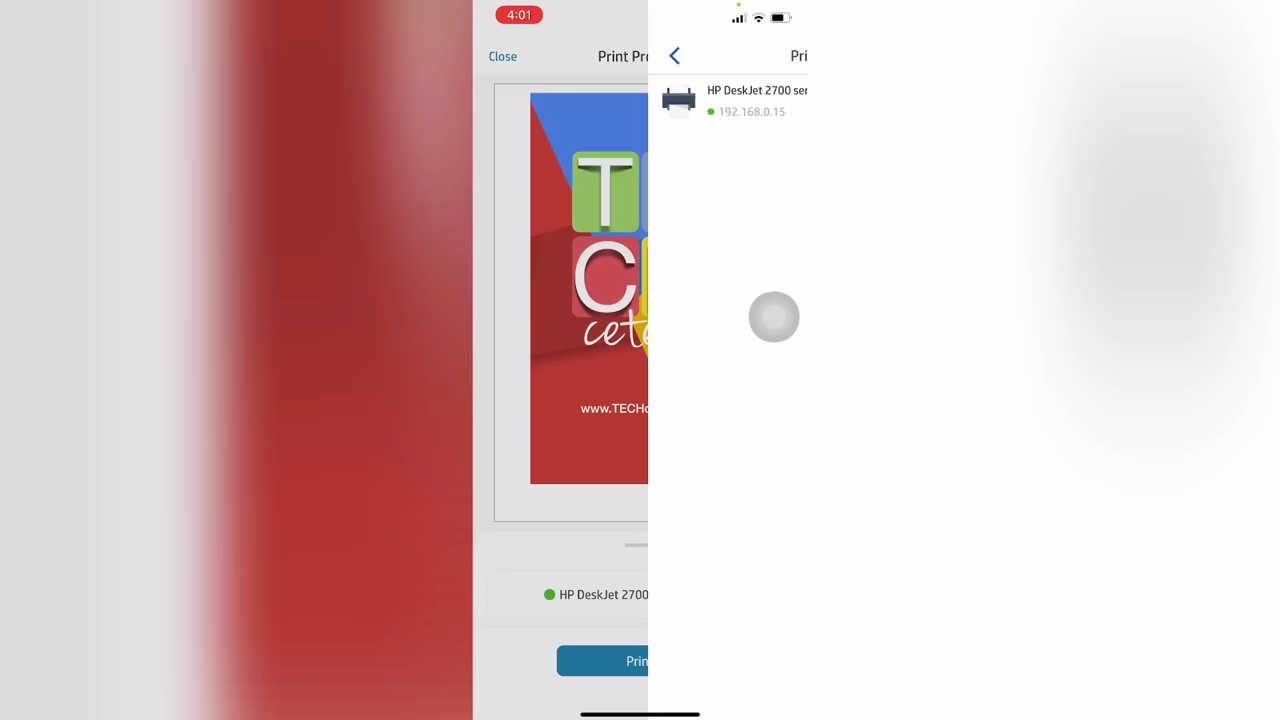 4:01
Close
Print Pr
T
C
cet
www.TECH
HP DeskJet 2700
Prin
Pri
HP DeskJet 2700 ser
192.168.0.15